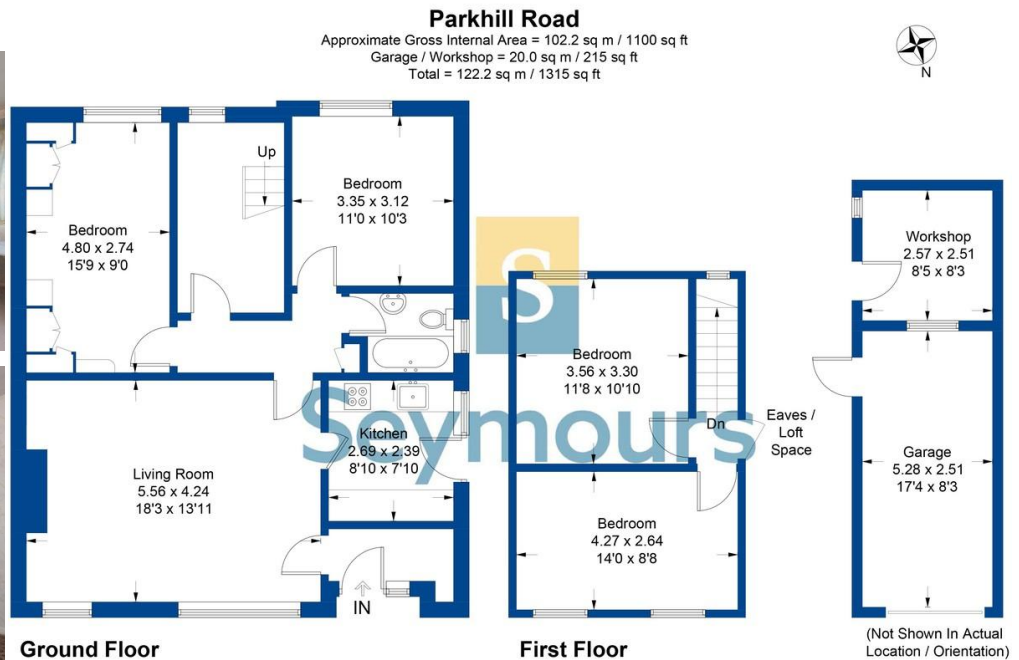 Parkhill Road
Approximate Gross Internal Area = 102.2 sq m / 1100 sq ft
Garage / Workshop = 20.0 sq m / 215 sq ft
Total = 122.2 sq m / 1315 sq ft
N
Up
Bedroom
4.80 x 2.74
15'9 x 9'0
Bedroom
3.35 x 3.12
11'0 x 10'3
Living Room
5.56 x 4.24
18'3 x 13'11
Kitchen
2.69 x 2.39
8'10 x 7'10
IN
Ground Floor
S
Seymours
Bedroom
3.56 x 3.30
11'8 x 10'10
Dn
Eaves /
Loft
Space
Bedroom
4.27 x 2.64
14'0 x 8'8
First Floor
Workshop
2.57 x 2.51
8'5 x 8'3
Garage
5.28 x 2.51
17'4 x 8'3
(Not Shown In Actual
Location / Orientation)